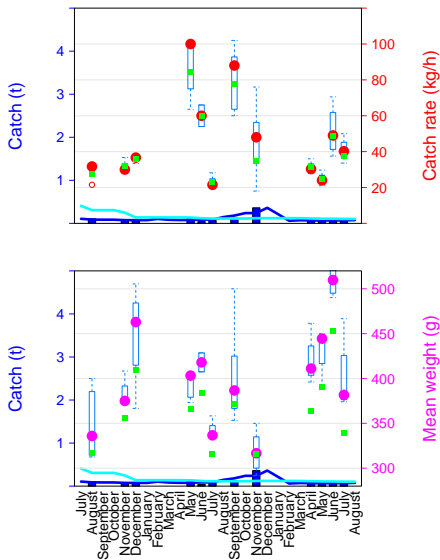 Catch (t)
4
3
2
1
Catch rate (kg/h)
100
80
60
40
20
Catch (t)
4
3
2
1
Mean weight (g)
500
450
400
350
300
July
August
September
October
November
December
January
February
March
April
May
June
July
August
September
October
November
December
January
February
March
April
May
June
July
August